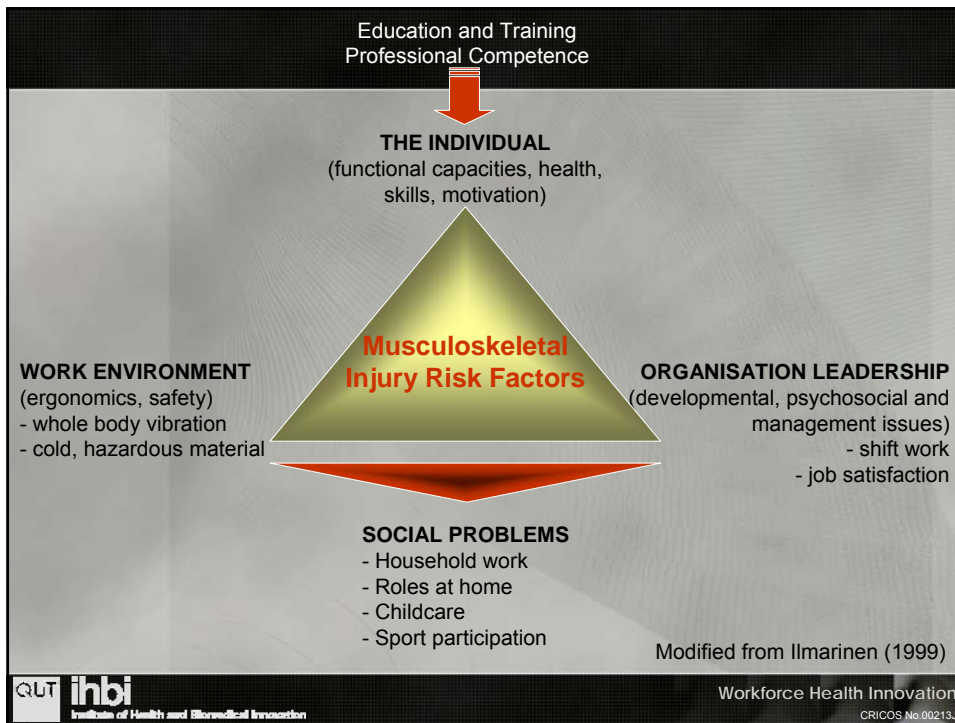 Education and Training
Professional Competence
THE INDIVIDUAL
(functional capacities, health,
skills, motivation)
Musculoskeletal
Injury Risk Factors
WORK ENVIRONMENT
(ergonomics, safety)
- whole body vibration
- cold, hazardous material
ORGANISATION LEADERSHIP
(developmental, psychosocial and
management issues)
- shift work
- job satisfaction
SOCIAL PROBLEMS
- Household work
- Roles at home
- Childcare
- Sport participation
Modified from Ilmarinen (1999)
QUT
ihbi
Institute of Health and Biomedical Innovation
Workforce Health Innovation
CRICOS No.00213J